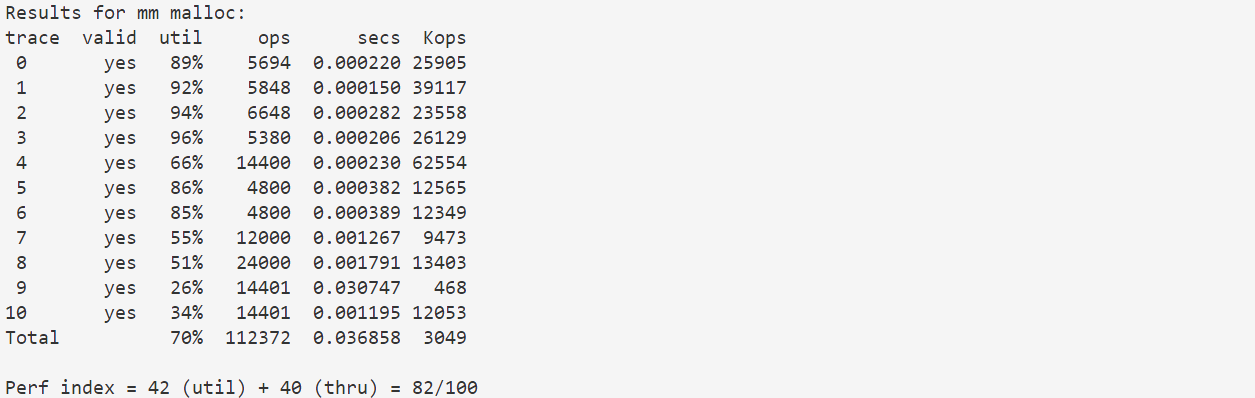 Results for mm malloc:
trace  valid  util     ops      secs  Kops
 0       yes   89%    5694  0.000220 25905
 1       yes   92%    5848  0.000150 39117
 2       yes   94%    6648  0.000282 23558
 3       yes   96%    5380  0.000206 26129
 4       yes   66%   14400  0.000230 62554
 5       yes   86%    4800  0.000382 12565
 6       yes   85%    4800  0.000389 12349
 7       yes   55%   12000  0.001267  9473
 8       yes   51%   24000  0.001791 13403
 9       yes   26%   14401  0.030747   468
10       yes   34%   14401  0.001195 12053
Total          70%  112372  0.036858  3049
Perf index = 42 (util) + 40 (thru) = 82/100